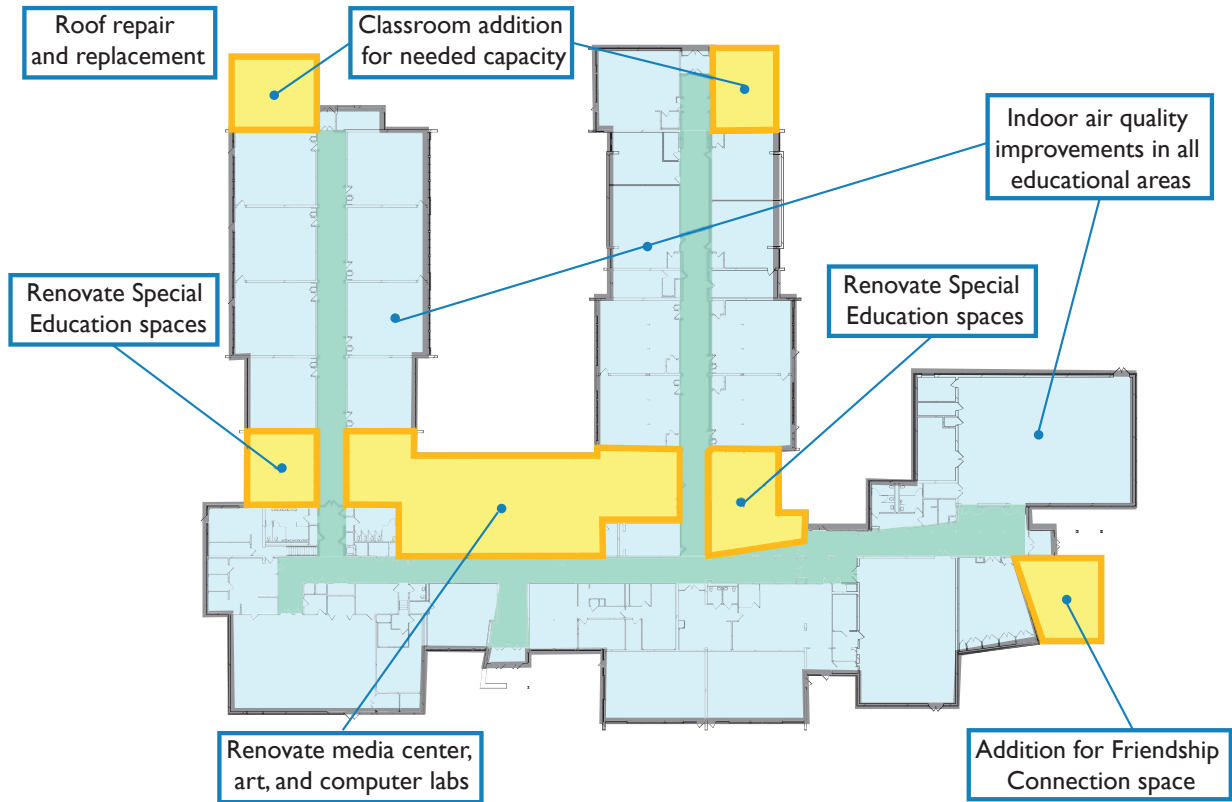 Roof repair
and replacement
Classroom addition
for needed capacity
Indoor air quality
improvements in all
educational areas
Renovate Special
Education spaces
Renovate Special
Education spaces
Renovate media center,
art, and computer labs
Addition for Friendship
Connection space